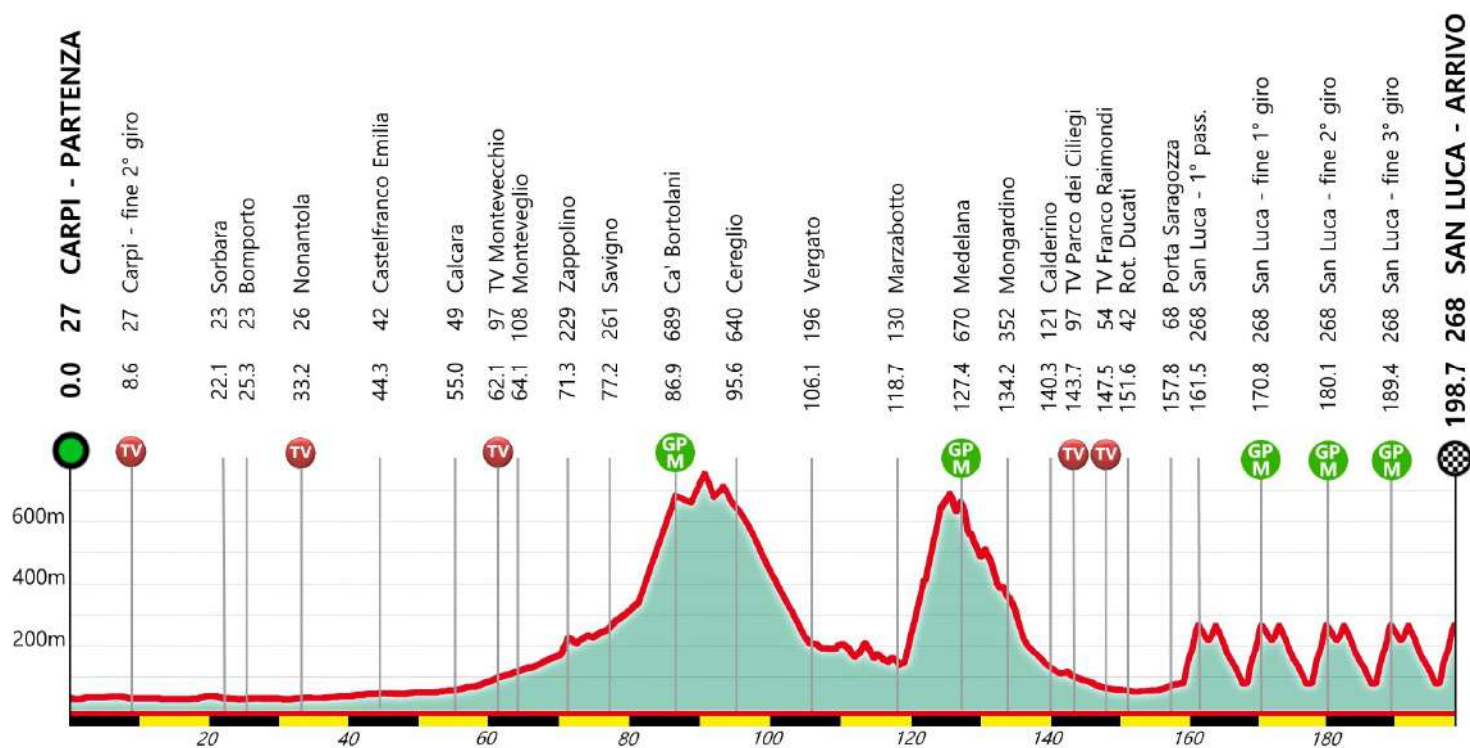 0.0 27 CARPI - PARTENZA
8.6 27 Carpi - fine 2° giro
22.1 23 Sorbara
25.3 23 Bomporto
33.2 26 Nonantola
44.3 42 Castelfranco Emilia
55.0 49 Calcara
62.1 97 TV Montevecchio
64.1 108 Monteveglio
71.3 229 Zappolino
77.2 261 Savigno
86.9 689 Ca' Bortolani
95.6 640 Cereglio
106.1 196 Vergato
118.7 130 Marzabotto
127.4 670 Medelana
134.2 352 Mongardino
140.3 121 Calderino
143.7 97 TV Parco dei Ciliegi
147.5 54 TV Franco Raimondi
151.6 42 Rot. Ducati
157.8 68 Porta Saragozza
161.5 268 San Luca - 1° pass.
170.8 268 San Luca - fine 1° giro
180.1 268 San Luca - fine 2° giro
189.4 268 San Luca - fine 3° giro
198.7 268 SAN LUCA - ARRIVO
TV
TV
TV
GP
M
GP
M
TV
TV
GP
M
GP
M
GP
M
600m
400m
200m
20 40 60 80 100 120 140 160 180